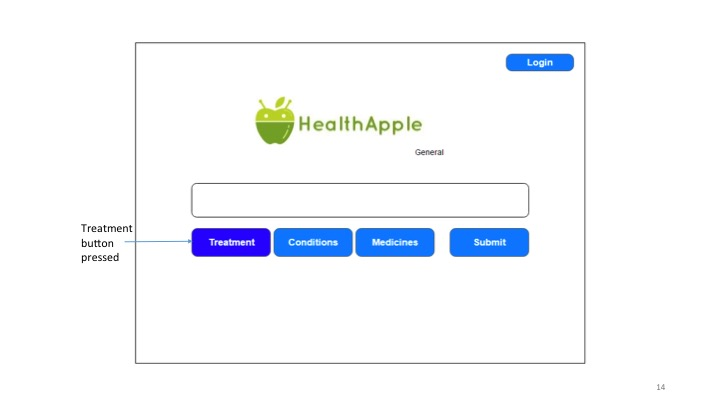 Login
HealthApple
General
Treatment
button
pressed
Treatment Conditions Medicines Submit
14